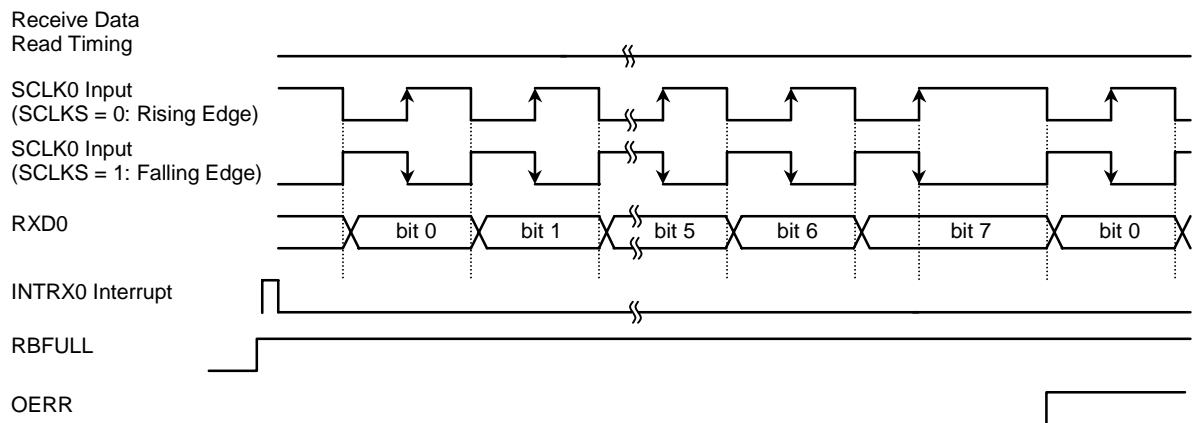 Receive Data
Read Timing
SCLK0 Input
(SCLKS = 0: Rising Edge)
SCLK0 Input
(SCLKS = 1: Falling Edge)
RXD0
bit 0 bit 1 bit 5 bit 6 bit 7 bit 0
INTRX0 Interrupt
RBFULL
OERR